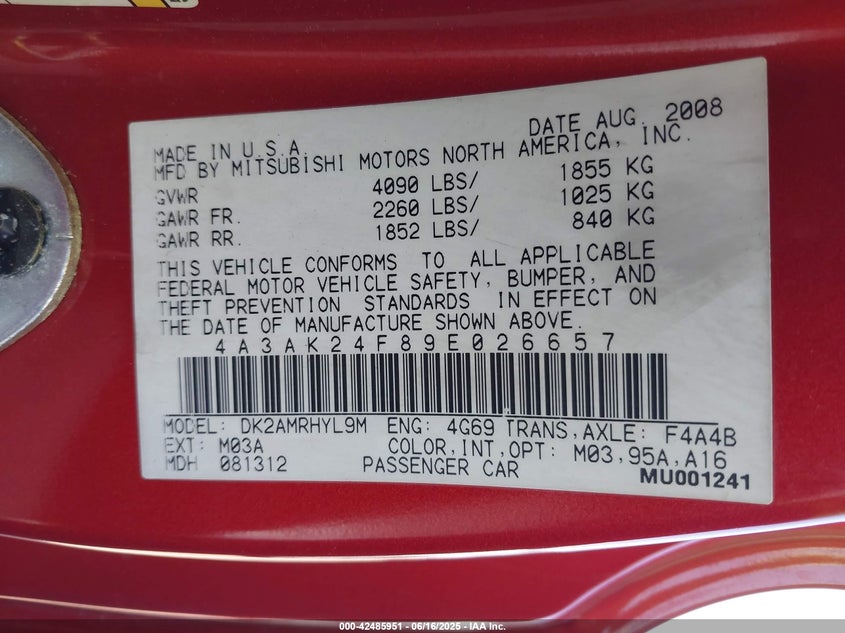 DATE AUG. 2008
MADE IN U.S.A.
MFD BY MITSUBISHI MOTORS NORTH AMERICA, INC.
GVWR 4090 LBS/ 1855 KG
GAWR FR. 2260 LBS/ 1025 KG
GAWR RR. 1852 LBS/ 840 KG
THIS VEHICLE CONFORMS TO ALL APPLICABLE
FEDERAL MOTOR VEHICLE SAFETY, BUMPER, AND
THEFT PREVENTION STANDARDS IN EFFECT ON
THE DATE OF MANUFACTURE SHOWN ABOVE.
4A3AK24F89E026657
MODEL: DK2AMRHYL9M ENG: 4G69 TRANS,AXLE: F4A4B
EXT: M03A COLOR,INT,OPT: M03,95A,A16
MDH 081312 PASSENGER CAR
MU001241
000-42485951 - 06/16/2025 - IAA Inc.